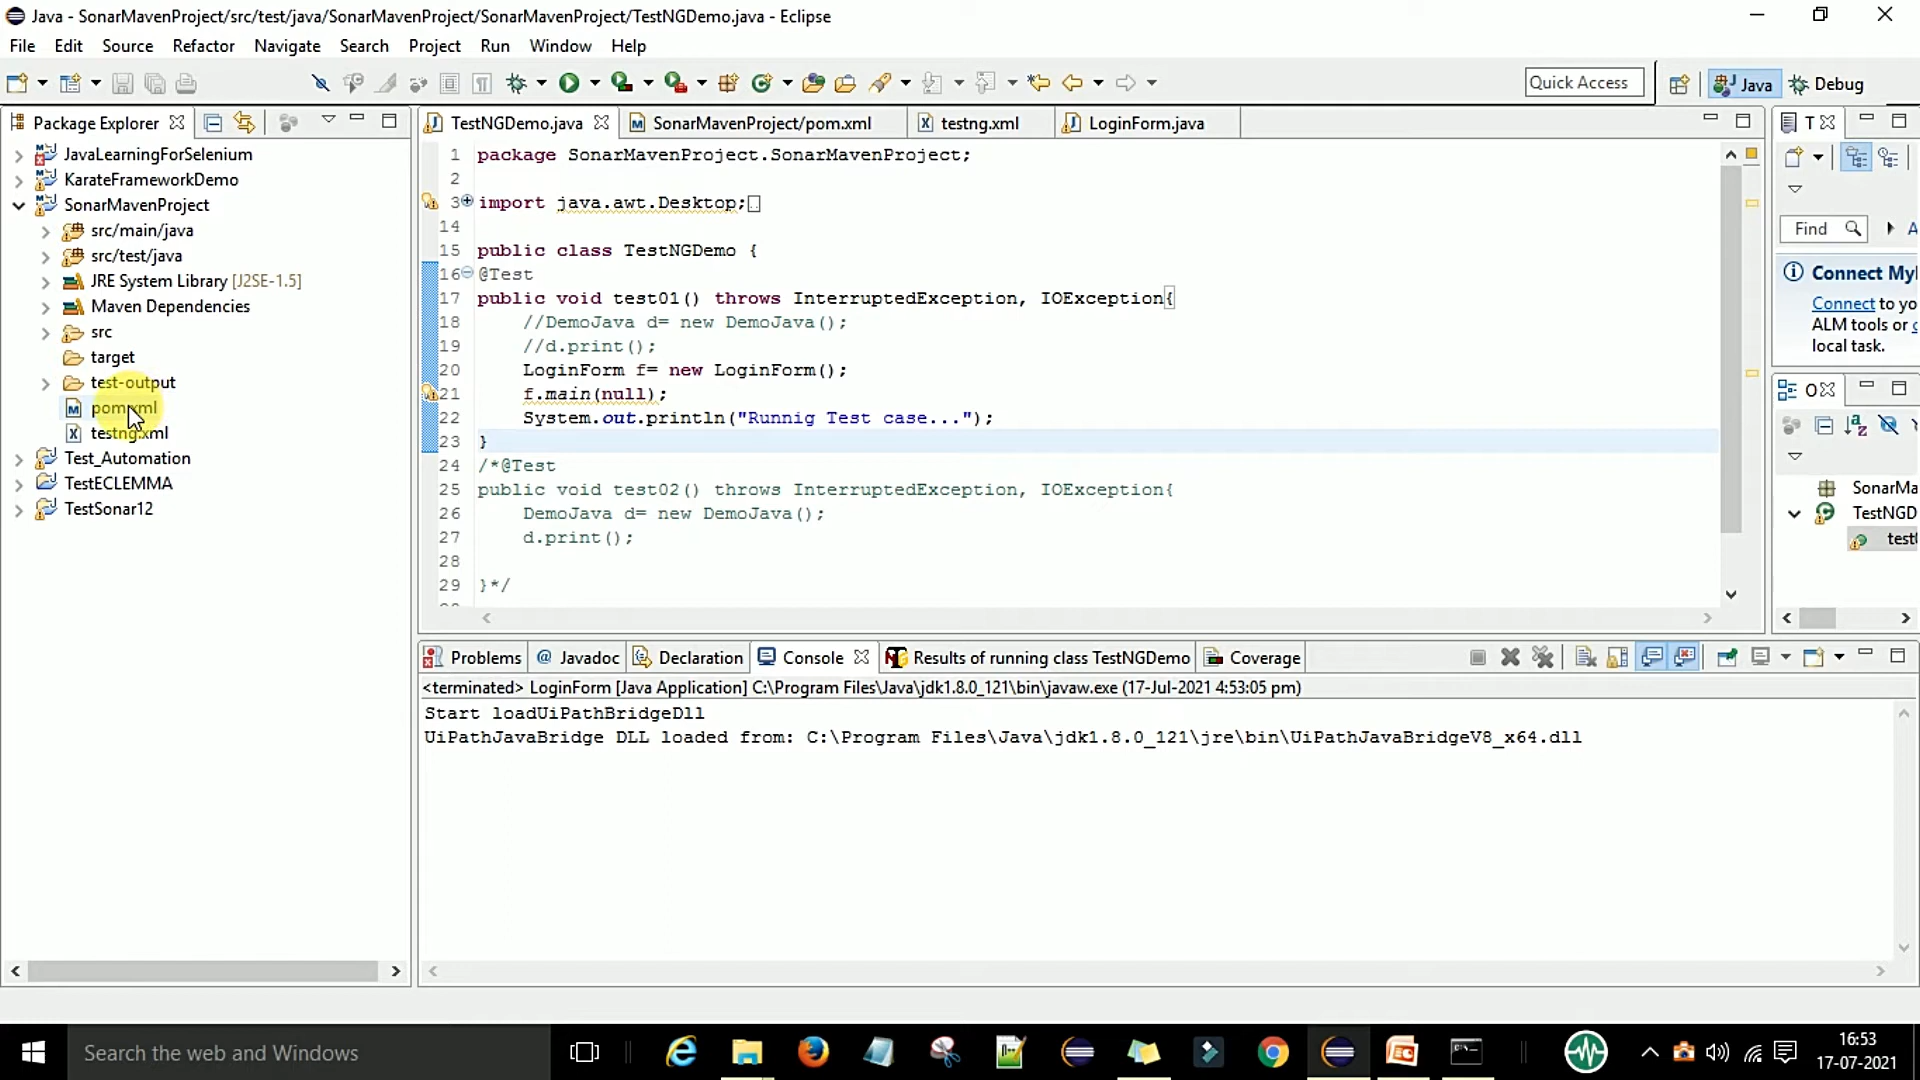 Java - SonarMavenProject/src/test/java/SonarMavenProject/SonarMavenProject/TestNGDemo.java - Eclipse
File Edit Source Refactor Navigate Search Project Run Window Help
Quick Access
Java
Debug
Package Explorer
JavaLearningForSelenium
KarateFrameworkDemo
SonarMavenProject
src/main/java
src/test/java
JRE System Library [J2SE-1.5]
Maven Dependencies
src
target
test-output
pom.xml
testng.xml
Test_Automation
TestECLEMMA
TestSonar12
TestNGDemo.java SonarMavenProject/pom.xml testng.xml LoginForm.java
1 package SonarMavenProject.SonarMavenProject;
2
3 import java.awt.Desktop;
14
15 public class TestNGDemo {
16 @Test
17 public void test01() throws InterruptedException, IOException{
18 //DemoJava d= new DemoJava();
19 //d.print();
20 LoginForm f= new LoginForm();
21 f.main(null);
22 System.out.println("Runnig Test case...");
23 }
24 /*@Test
25 public void test02() throws InterruptedException, IOException{
26 DemoJava d= new DemoJava();
27 d.print();
28
29 }*/
T
Find
A
Connect Myl
Connect to yo
ALM tools or c
local task.
O
SonarMa
TestNGD
test
Problems @ Javadoc Declaration Console Results of running class TestNGDemo Coverage
<terminated> LoginForm [Java Application] C:\Program Files\Java\jdk1.8.0_121\bin\javaw.exe (17-Jul-2021 4:53:05 pm)
Start loadUiPathBridgeDll
UiPathJavaBridge DLL loaded from: C:\Program Files\Java\jdk1.8.0_121\jre\bin\UiPathJavaBridgeV8_x64.dll
Search the web and Windows
16:53
17-07-2021